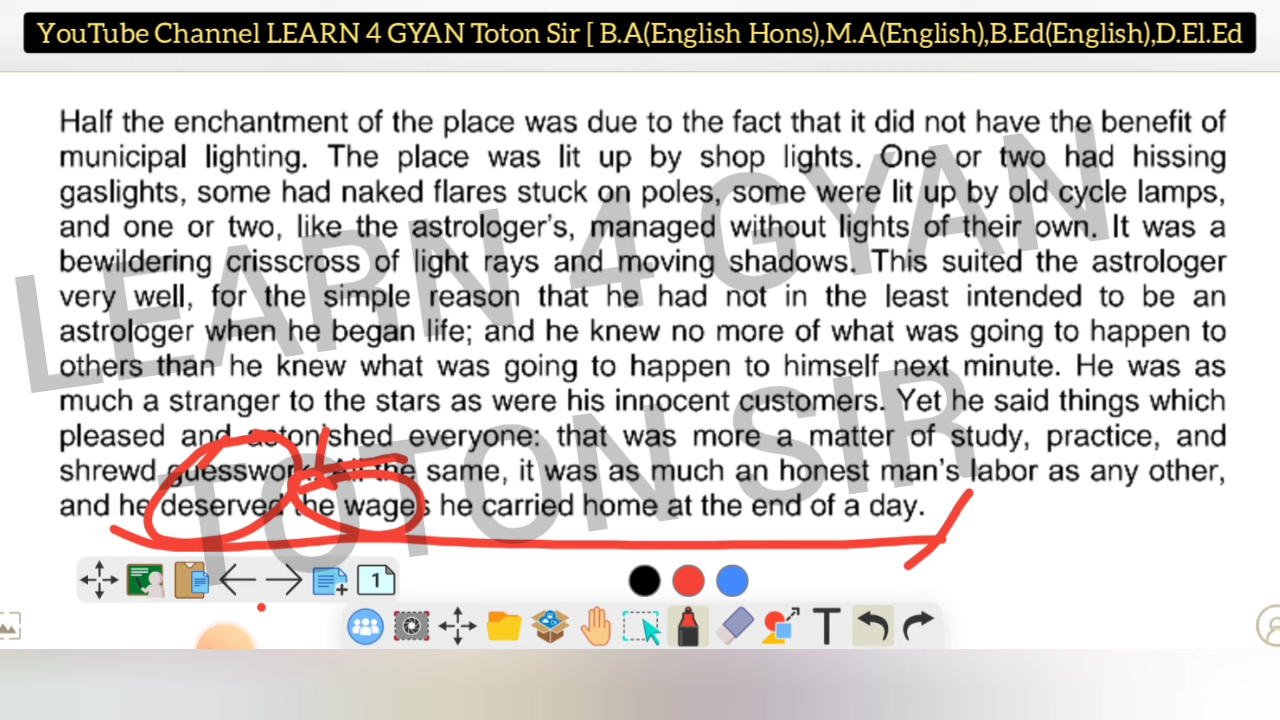 YouTube Channel LEARN 4 GYAN Toton Sir [ B.A(English Hons),M.A(English),B.Ed(English),D.El.Ed
Half the enchantment of the place was due to the fact that it did not have the benefit of
municipal lighting. The place was lit up by shop lights. One or two had hissing
gaslights, some had naked flares stuck on poles, some were lit up by old cycle lamps,
and one or two, like the astrologer's, managed without lights of their own. It was a
bewildering crisscross of light rays and moving shadows. This suited the astrologer
very well, for the simple reason that he had not in the least intended to be an
astrologer when he began life; and he knew no more of what was going to happen to
others than he knew what was going to happen to himself next minute. He was as
much a stranger to the stars as were his innocent customers. Yet he said things which
pleased and astonished everyone: that was more a matter of study, practice, and
shrewd guesswork. All the same, it was as much an honest man's labor as any other,
and he deserved the wages he carried home at the end of a day.
LEARN 4 GYAN
TOTON SIR
1
T